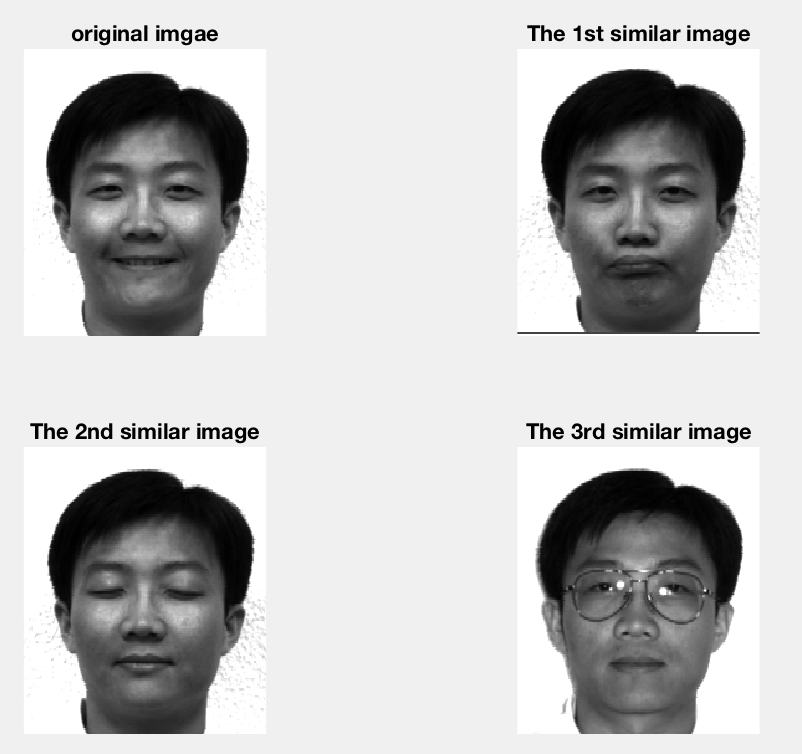 original imgae
The 1st similar image
The 2nd similar image
The 3rd similar image